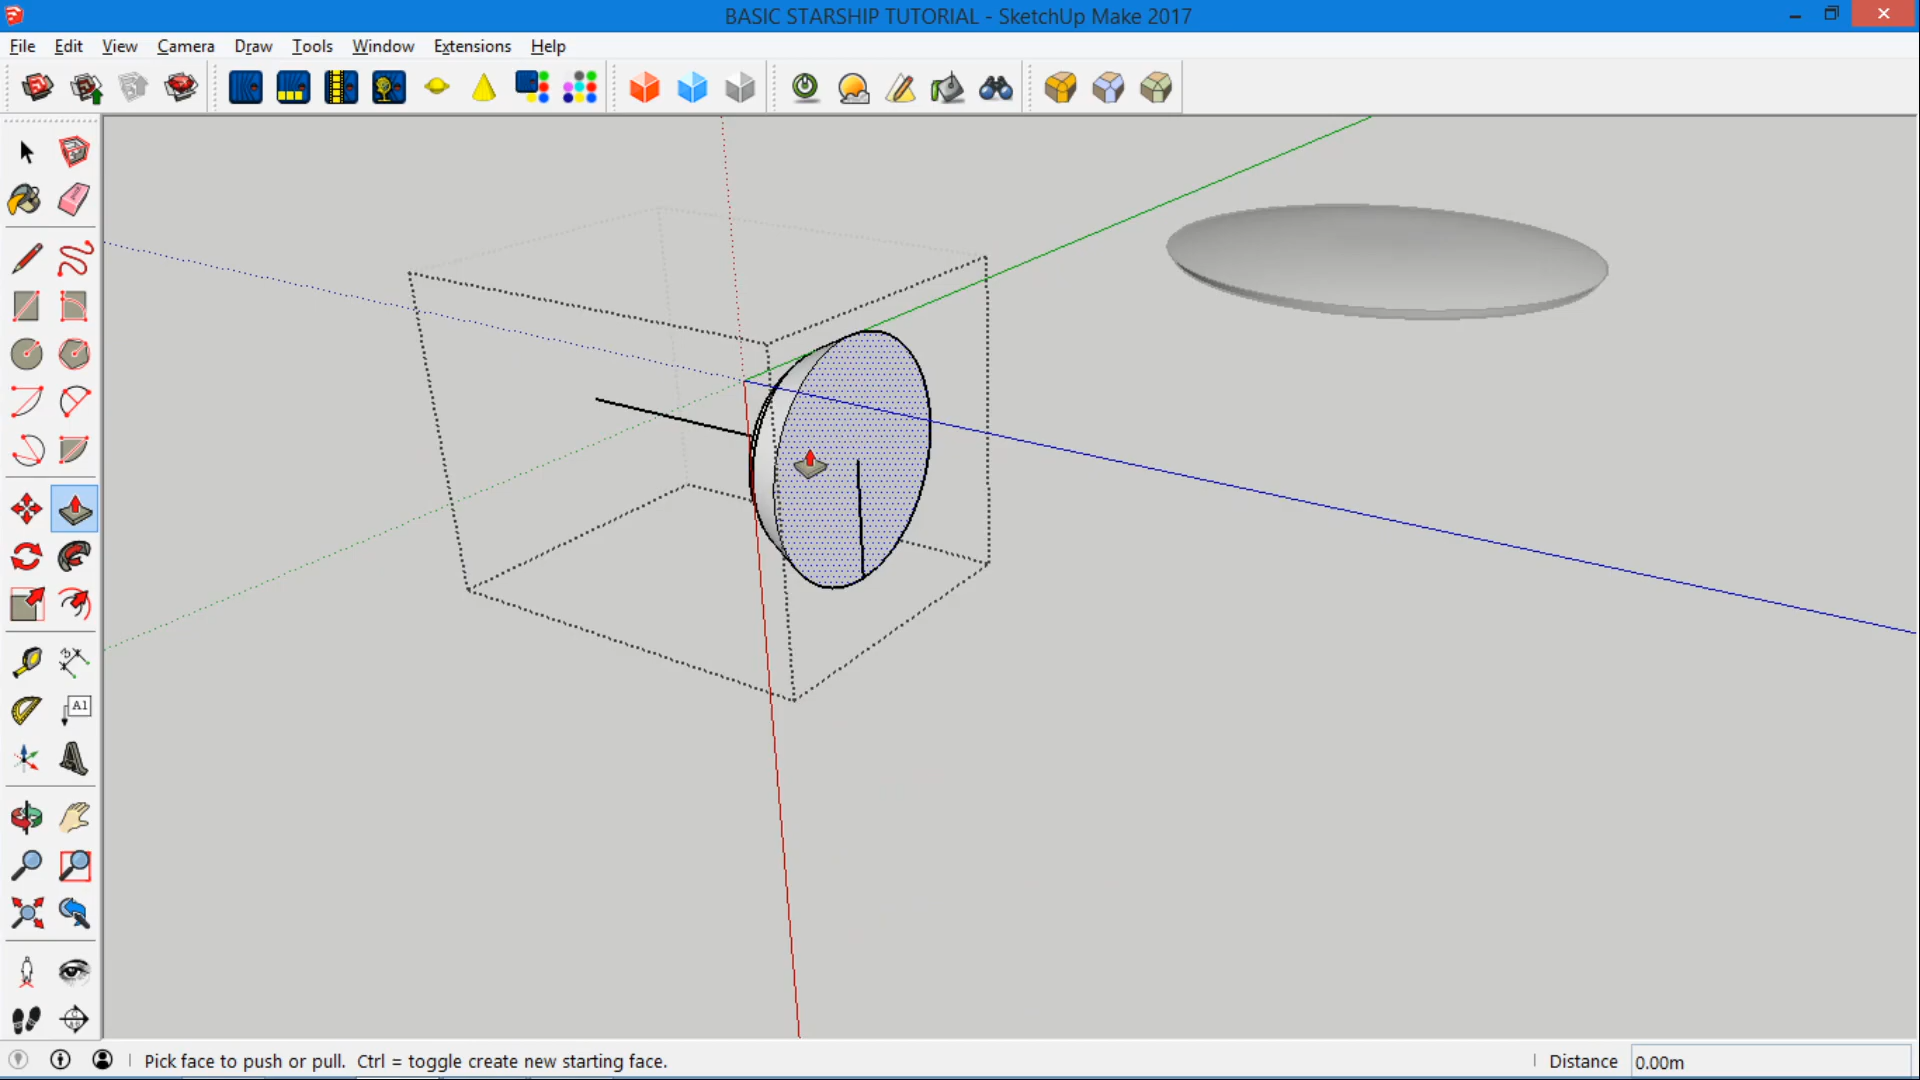 BASIC STARSHIP TUTORIAL - SketchUp Make 2017
File Edit View Camera Draw Tools Window Extensions Help
A1
Pick face to push or pull.  Ctrl = toggle create new starting face.
Distance 0.00m